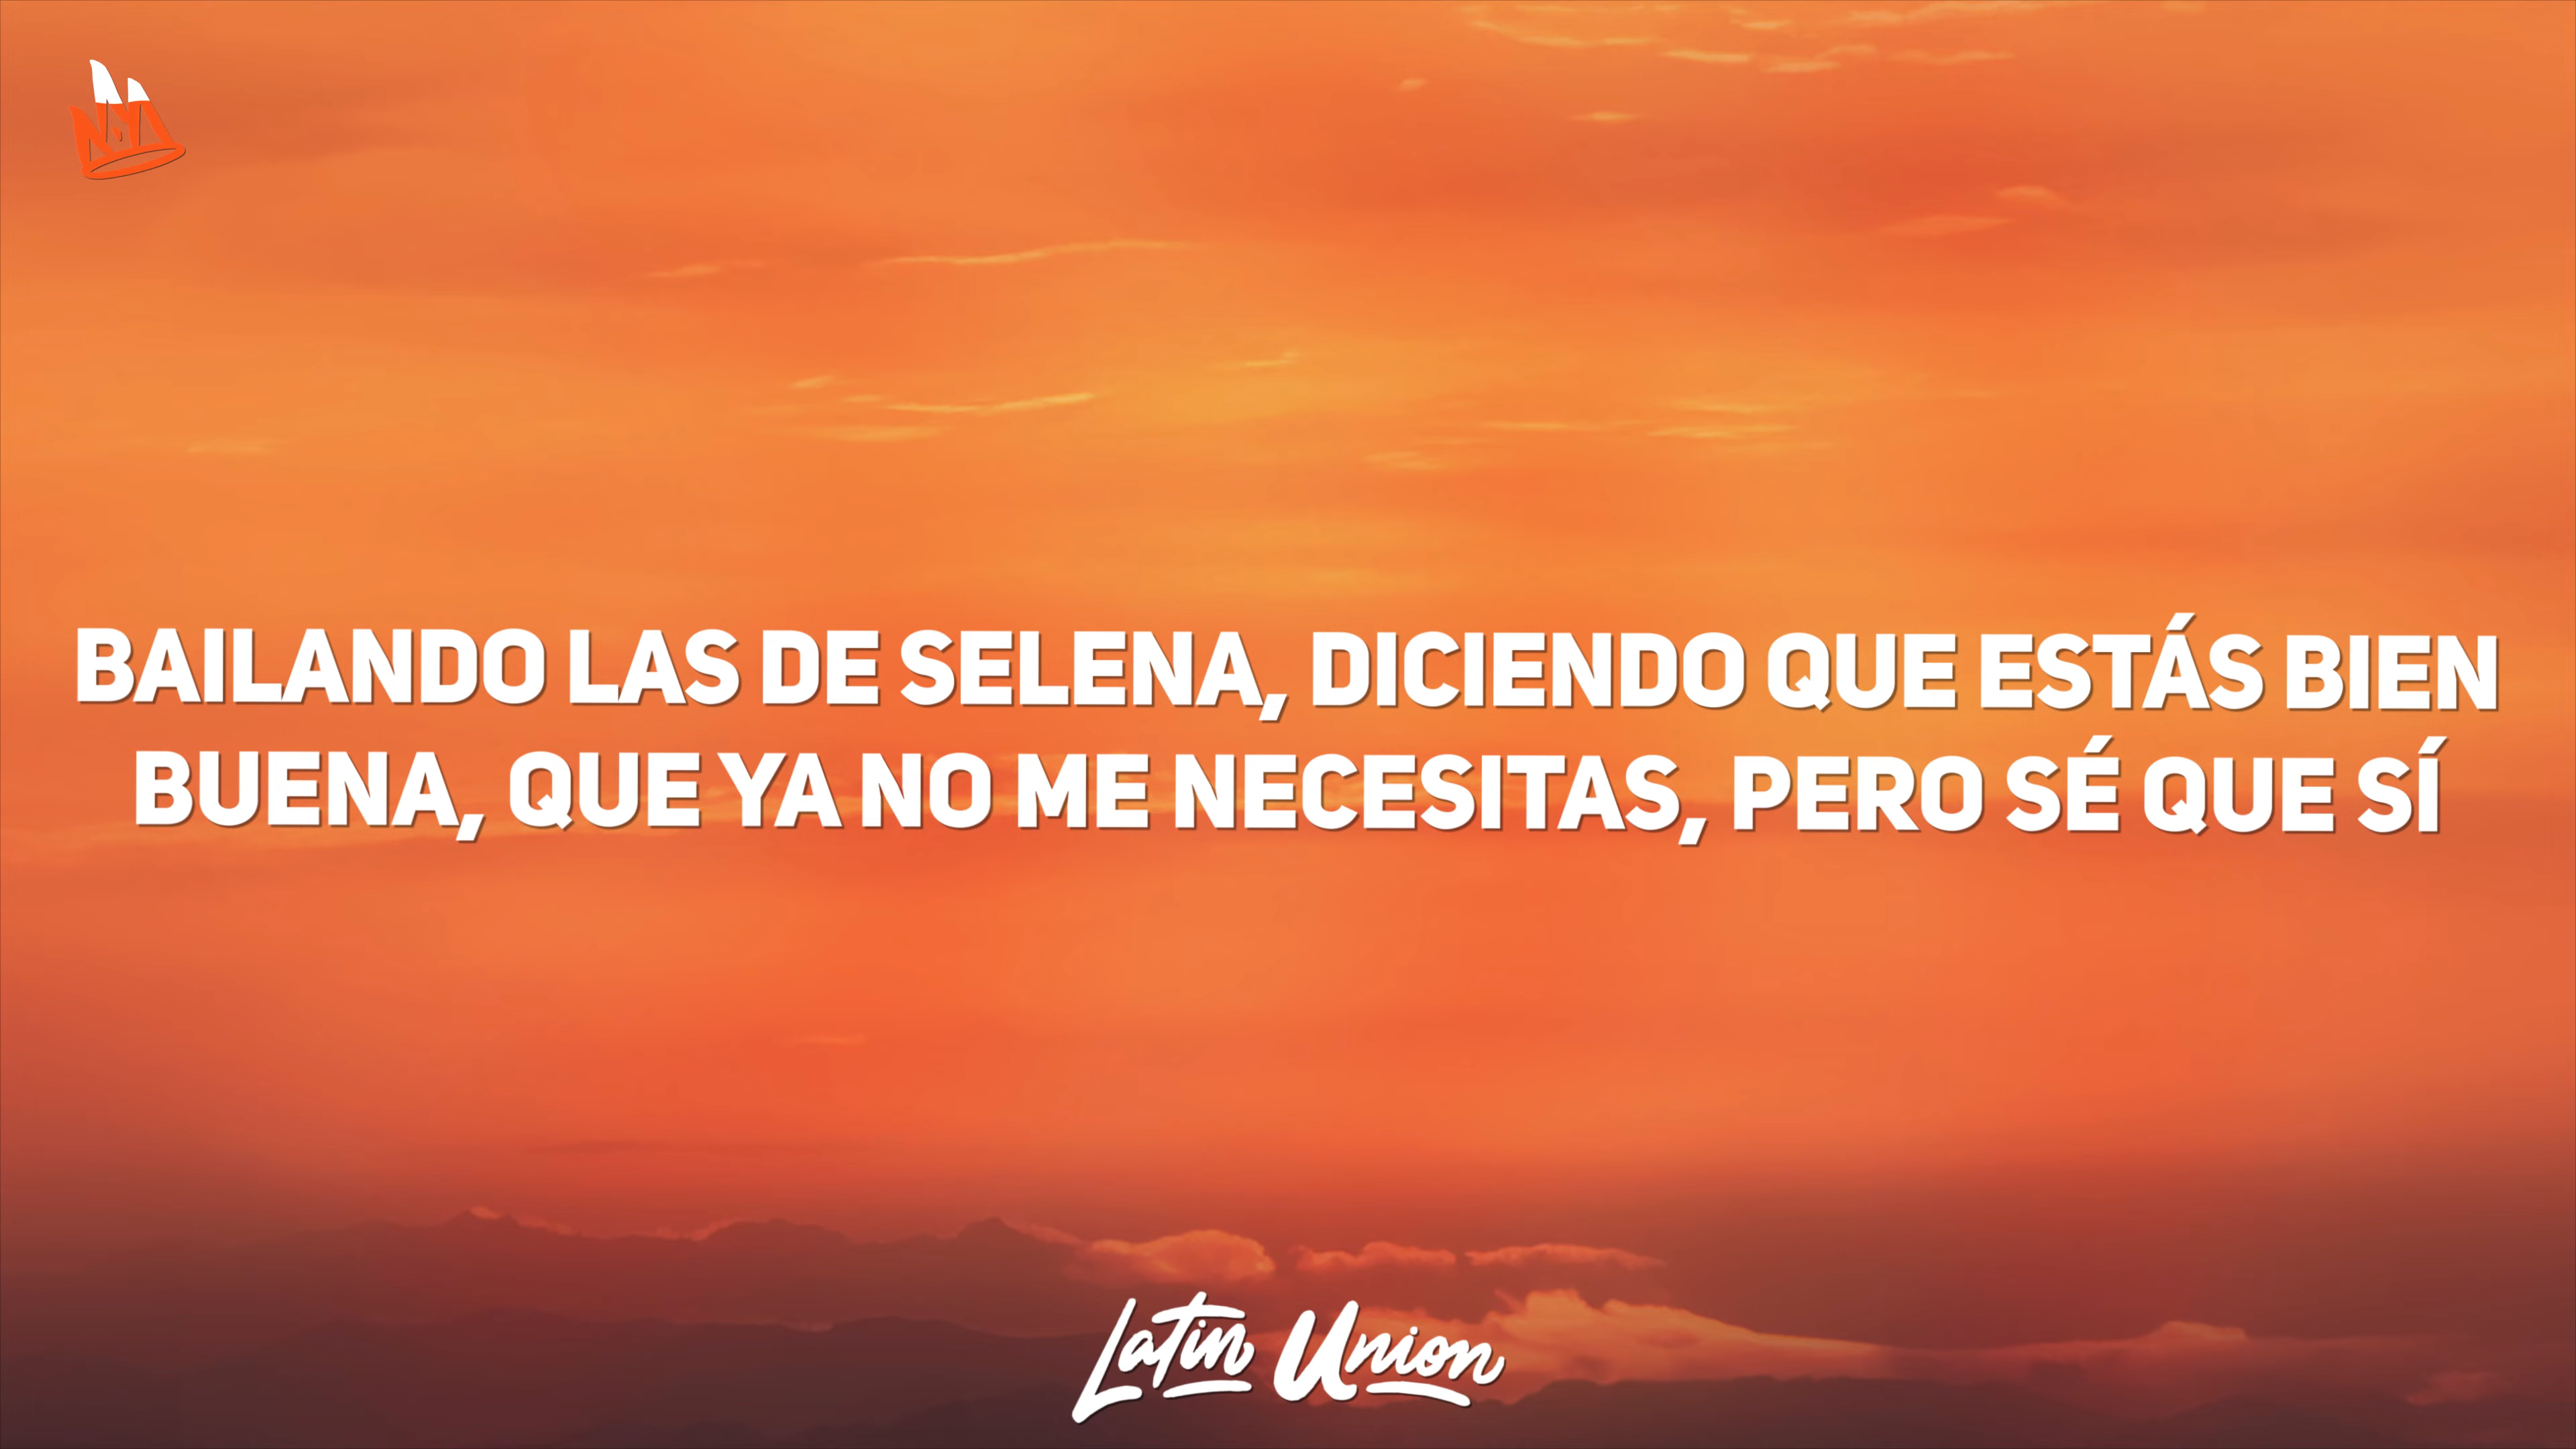 BAILANDO LAS DE SELENA, DICIENDO QUE ESTÁS BIEN
BUENA, QUE YA NO ME NECESITAS, PERO SÉ QUE SÍ
Latin Union